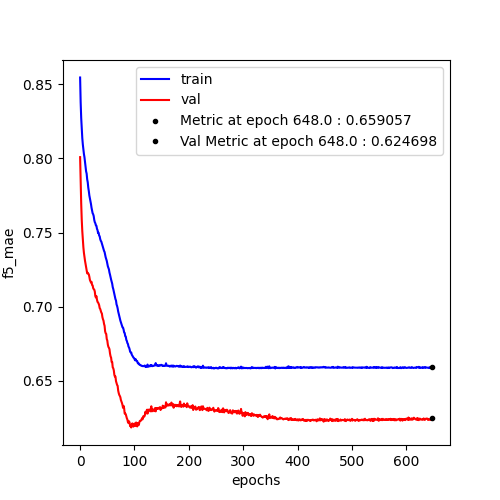 train
val
Metric at epoch 648.0 : 0.659057
Val Metric at epoch 648.0 : 0.624698
0.85
0.80
0.75
0.70
0.65
f5_mae
0 100 200 300 400 500 600
epochs